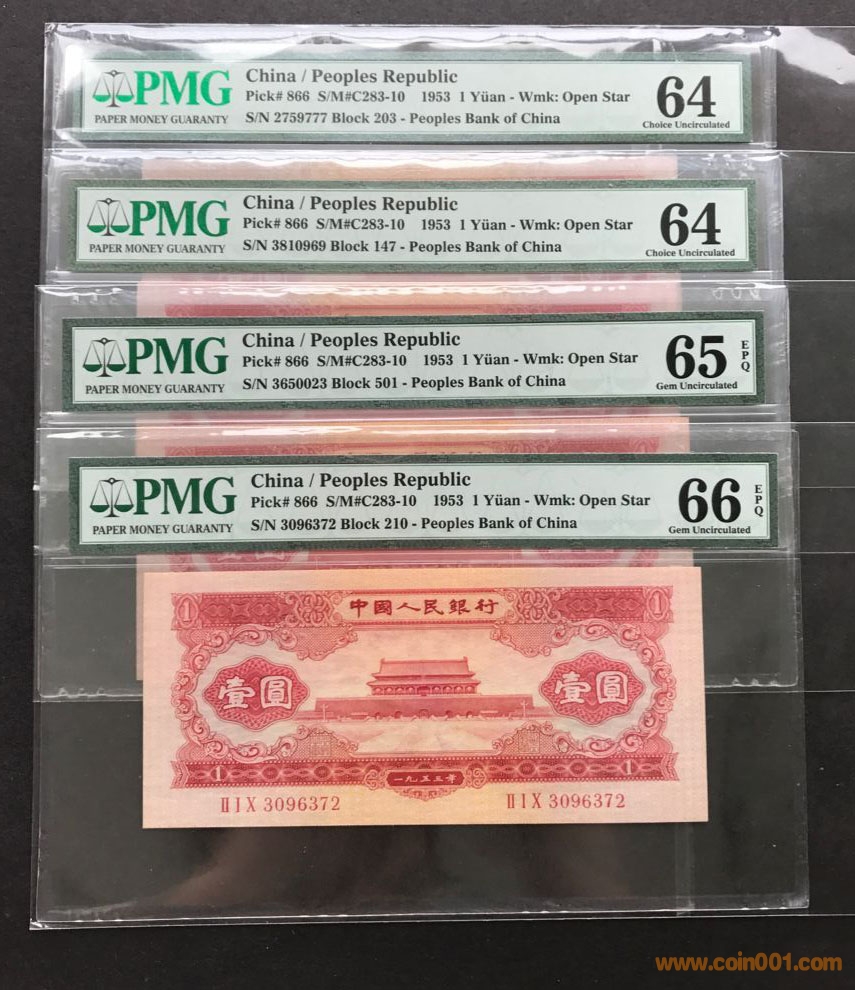 PMG
PAPER MONEY GUARANTY
China / Peoples Republic
Pick# 866 S/M#C283-10 1953 1 Yüan - Wmk: Open Star
S/N 2759777 Block 203 - Peoples Bank of China
64
Choice Uncirculated
PMG
PAPER MONEY GUARANTY
China / Peoples Republic
Pick# 866 S/M#C283-10 1953 1 Yüan - Wmk: Open Star
S/N 3810969 Block 147 - Peoples Bank of China
64
Choice Uncirculated
PMG
PAPER MONEY GUARANTY
China / Peoples Republic
Pick# 866 S/M#C283-10 1953 1 Yüan - Wmk: Open Star
S/N 3650023 Block 501 - Peoples Bank of China
65
EPQ
Gem Uncirculated
PMG
PAPER MONEY GUARANTY
China / Peoples Republic
Pick# 866 S/M#C283-10 1953 1 Yüan - Wmk: Open Star
S/N 3096372 Block 210 - Peoples Bank of China
66
EPQ
Gem Uncirculated
1 中國人民銀行 1
壹圓 壹圓
1 一九五三年 1
II I X 3096372 II I X 3096372
www.coin001.com